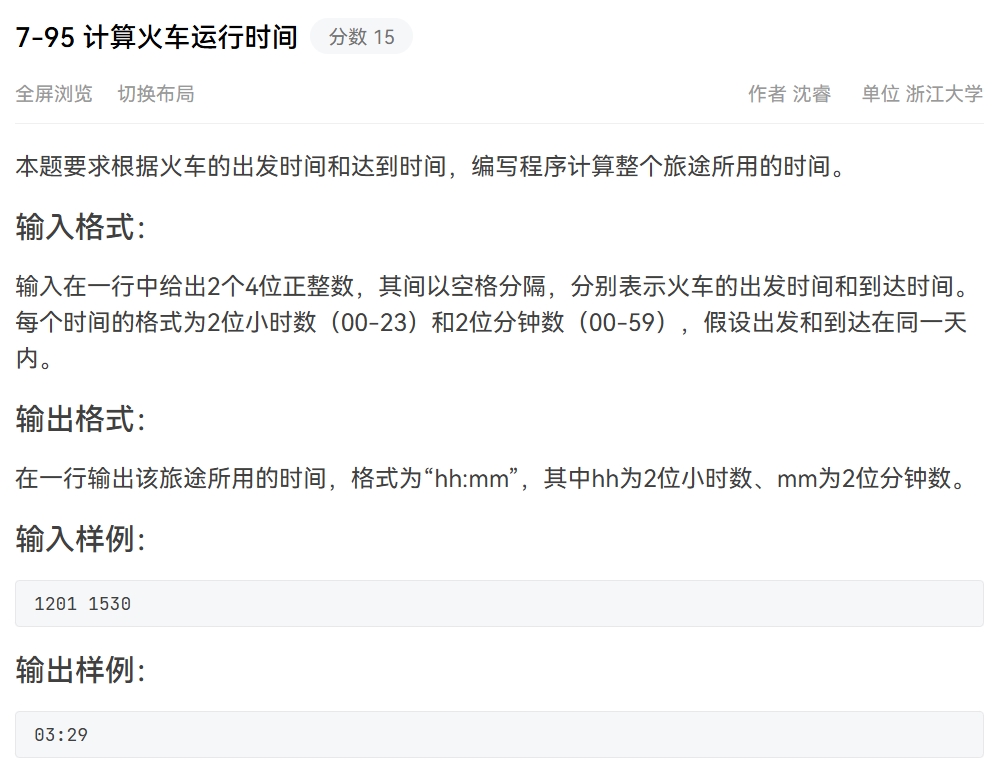 7-95 计算火车运行时间 分数 15
全屏浏览 切换布局 作者 沈睿 单位 浙江大学
本题要求根据火车的出发时间和达到时间，编写程序计算整个旅途所用的时间。
输入格式：
输入在一行中给出2个4位正整数，其间以空格分隔，分别表示火车的出发时间和到达时间。
每个时间的格式为2位小时数（00-23）和2位分钟数（00-59），假设出发和到达在同一天
内。
输出格式：
在一行输出该旅途所用的时间，格式为“hh:mm”，其中hh为2位小时数、mm为2位分钟数。
输入样例：
1201 1530
输出样例：
03:29